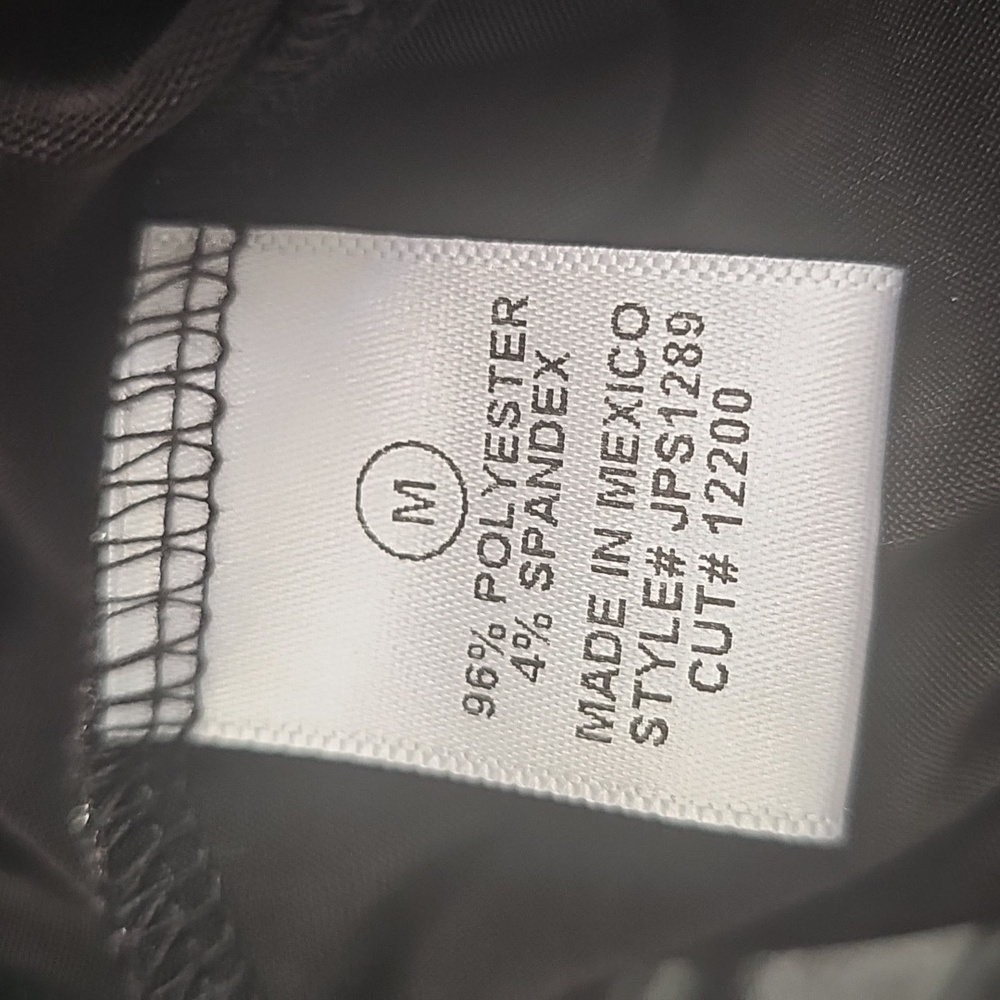 M
96% POLYESTER
4% SPANDEX
MADE IN MEXICO
STYLE# JPS1289
CUT# 12200